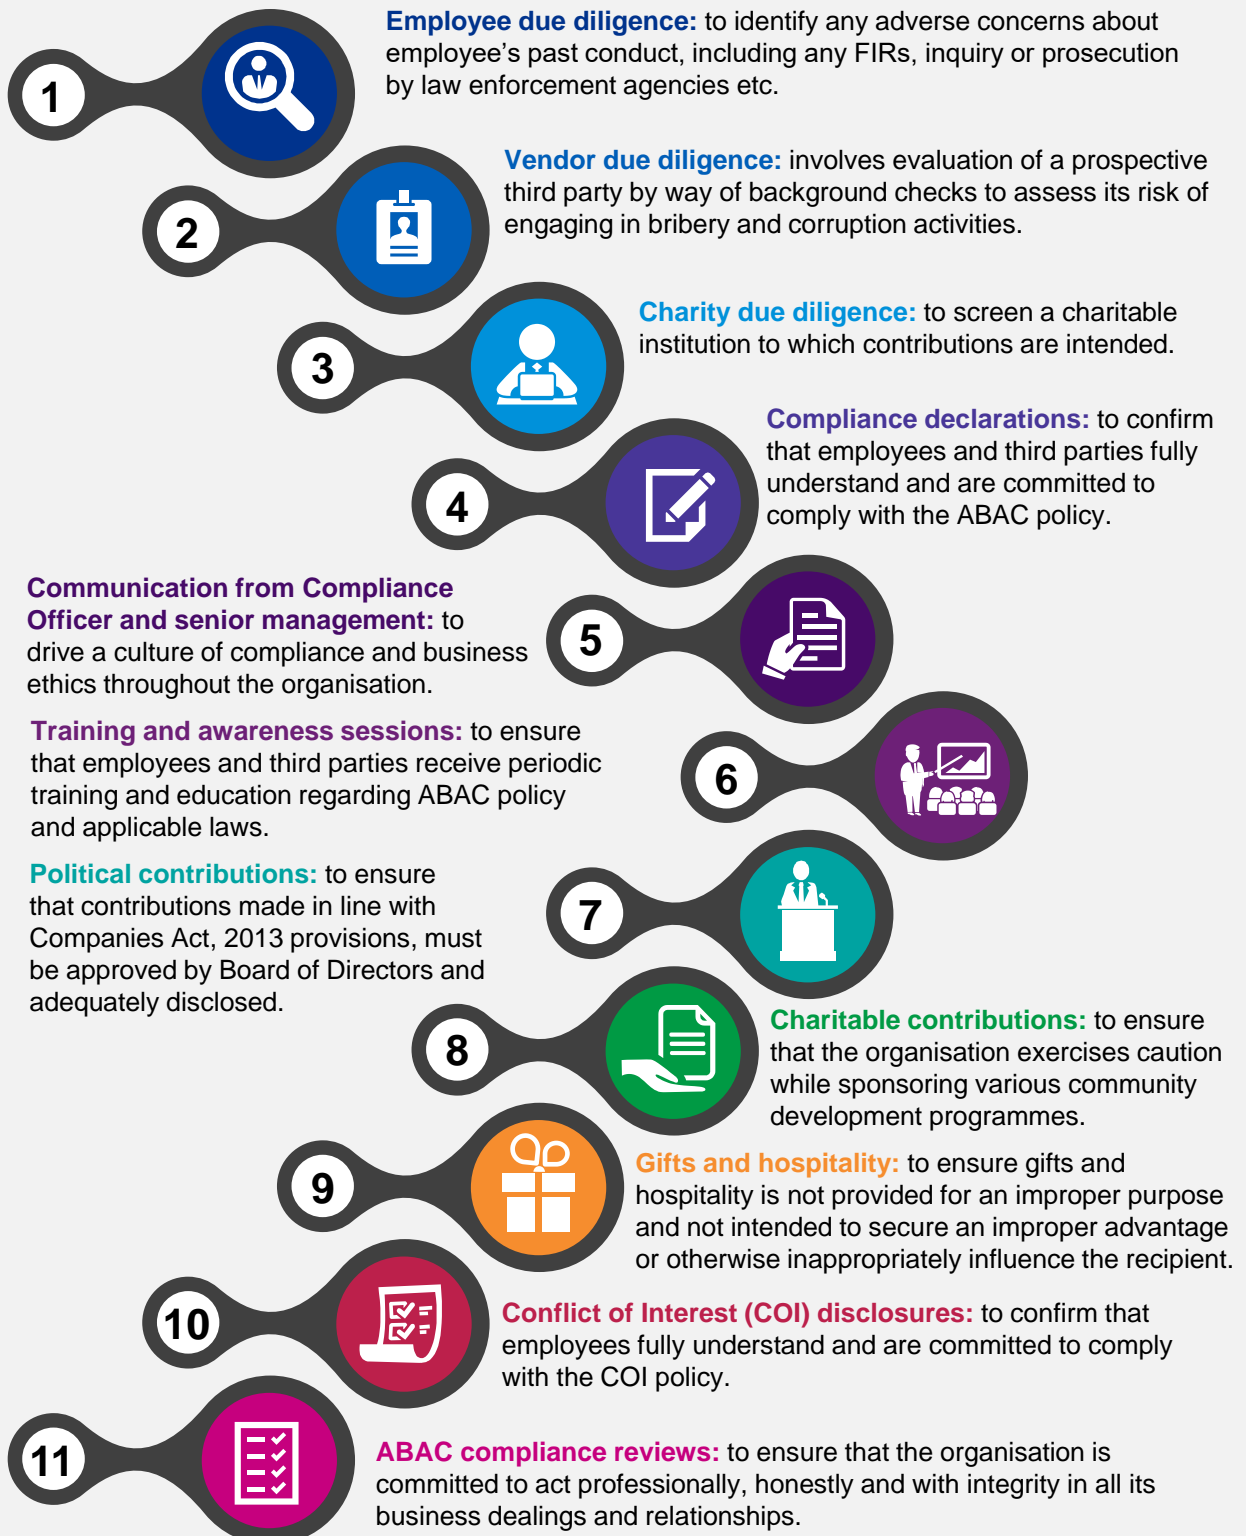 1
Employee due diligence: to identify any adverse concerns about
employee's past conduct, including any FIRs, inquiry or prosecution
by law enforcement agencies etc.
2
Vendor due diligence: involves evaluation of a prospective
third party by way of background checks to assess its risk of
engaging in bribery and corruption activities.
3
Charity due diligence: to screen a charitable
institution to which contributions are intended.
4
Compliance declarations: to confirm
that employees and third parties fully
understand and are committed to
comply with the ABAC policy.
5
Communication from Compliance
Officer and senior management: to
drive a culture of compliance and business
ethics throughout the organisation.
6
Training and awareness sessions: to ensure
that employees and third parties receive periodic
training and education regarding ABAC policy
and applicable laws.
7
Political contributions: to ensure
that contributions made in line with
Companies Act, 2013 provisions, must
be approved by Board of Directors and
adequately disclosed.
8
Charitable contributions: to ensure
that the organisation exercises caution
while sponsoring various community
development programmes.
9
Gifts and hospitality: to ensure gifts and
hospitality is not provided for an improper purpose
and not intended to secure an improper advantage
or otherwise inappropriately influence the recipient.
10
Conflict of Interest (COI) disclosures: to confirm that
employees fully understand and are committed to comply
with the COI policy.
11
ABAC compliance reviews: to ensure that the organisation is
committed to act professionally, honestly and with integrity in all its
business dealings and relationships.